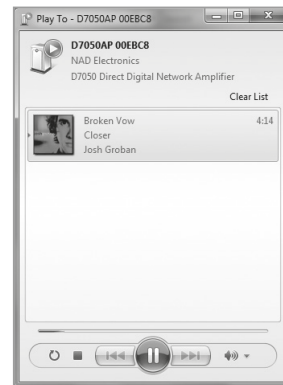 Play To - D7050AP 00EBC8
D7050AP 00EBC8
NAD Electronics
D7050 Direct Digital Network Amplifier
Clear List
Broken Vow 4:14
Closer
Josh Groban